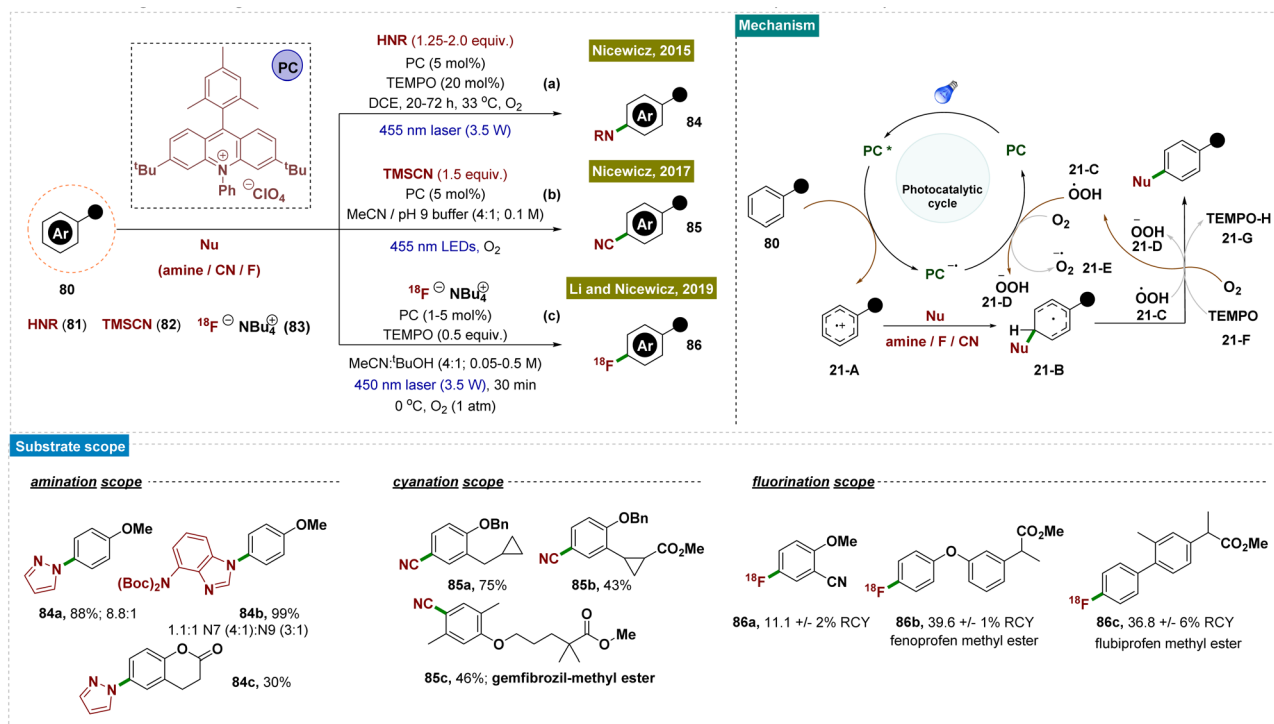 Mechanism
PC
tBu
tBu
N
⊕
Ph
⊖ClO4
Ar
80
Nu
(amine / CN / F)
HNR (81) TMSCN (82) 18F ⊖ NBu4⊕ (83)
HNR (1.25-2.0 equiv.)
PC (5 mol%)
TEMPO (20 mol%)
DCE, 20-72 h, 33 oC, O2
455 nm laser (3.5 W)
(a)
Nicewicz, 2015
Ar
RN
84
TMSCN (1.5 equiv.)
PC (5 mol%)
MeCN / pH 9 buffer (4:1; 0.1 M)
455 nm LEDs, O2
(b)
Nicewicz, 2017
Ar
NC
85
18F ⊖ NBu4⊕
PC (1-5 mol%)
TEMPO (0.5 equiv.)
MeCN:tBuOH (4:1; 0.05-0.5 M)
450 nm laser (3.5 W), 30 min
0 oC, O2 (1 atm)
(c)
Li and Nicewicz, 2019
Ar
18F
86
PC *
PC
Photocatalytic
cycle
PC −•
80
21-C
•OOH
O2
O2−• 21-E
−OOH
21-D
Nu
amine / F / CN
21-A
H
Nu
21-B
Nu
TEMPO-H
21-G
−OOH
21-D
•OOH
21-C
O2
TEMPO
21-F
Substrate scope
amination scope
OMe
N
N
84a, 88%; 8.8:1
OMe
N
N
(Boc)2N
84b, 99%
1.1:1 N7 (4:1):N9 (3:1)
O
O
N
N
84c, 30%
cyanation scope
OBn
NC
85a, 75%
OBn
NC
CO2Me
85b, 43%
NC
O
O
O
Me
85c, 46%; gemfibrozil-methyl ester
fluorination scope
OMe
18F
CN
86a, 11.1 +/- 2% RCY
CO2Me
O
18F
86b, 39.6 +/- 1% RCY
fenoprofen methyl ester
CO2Me
18F
86c, 36.8 +/- 6% RCY
flubiprofen methyl ester